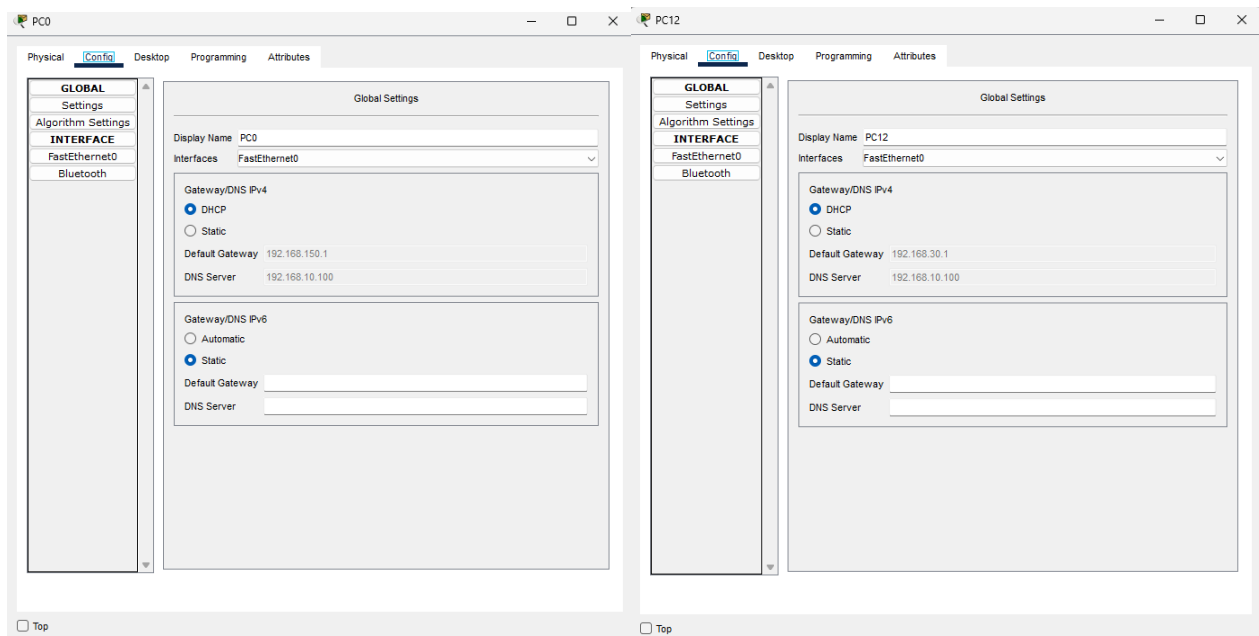 PC0
Physical Config Desktop Programming Attributes
GLOBAL
Settings
Algorithm Settings
INTERFACE
FastEthernet0
Bluetooth
Global Settings
Display Name PC0
Interfaces FastEthernet0
Gateway/DNS IPv4
DHCP
Static
Default Gateway 192.168.150.1
DNS Server 192.168.10.100
Gateway/DNS IPv6
Automatic
Static
Default Gateway
DNS Server
Top
PC12
Physical Config Desktop Programming Attributes
GLOBAL
Settings
Algorithm Settings
INTERFACE
FastEthernet0
Bluetooth
Global Settings
Display Name PC12
Interfaces FastEthernet0
Gateway/DNS IPv4
DHCP
Static
Default Gateway 192.168.30.1
DNS Server 192.168.10.100
Gateway/DNS IPv6
Automatic
Static
Default Gateway
DNS Server
Top